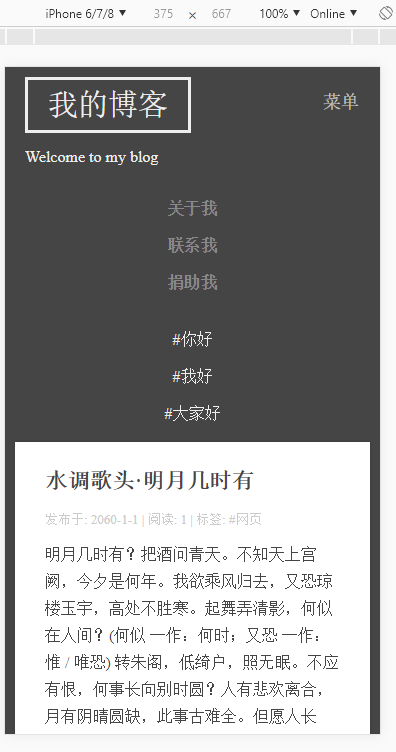 iPhone 6/7/8 ▼ 375 × 667 100% ▼ Online ▼
我的博客
菜单
Welcome to my blog
关于我
联系我
捐助我
#你好
#我好
#大家好
水调歌头·明月几时有
发布于: 2060-1-1 | 阅读: 1 | 标签: #网页
明月几时有？把酒问青天。不知天上宫
阙，今夕是何年。我欲乘风归去，又恐琼
楼玉宇，高处不胜寒。起舞弄清影，何似
在人间？(何似 一作：何时；又恐 一作：
惟 / 唯恐) 转朱阁，低绮户，照无眠。不应
有恨，何事长向别时圆？人有悲欢离合，
月有阴晴圆缺，此事古难全。但愿人长